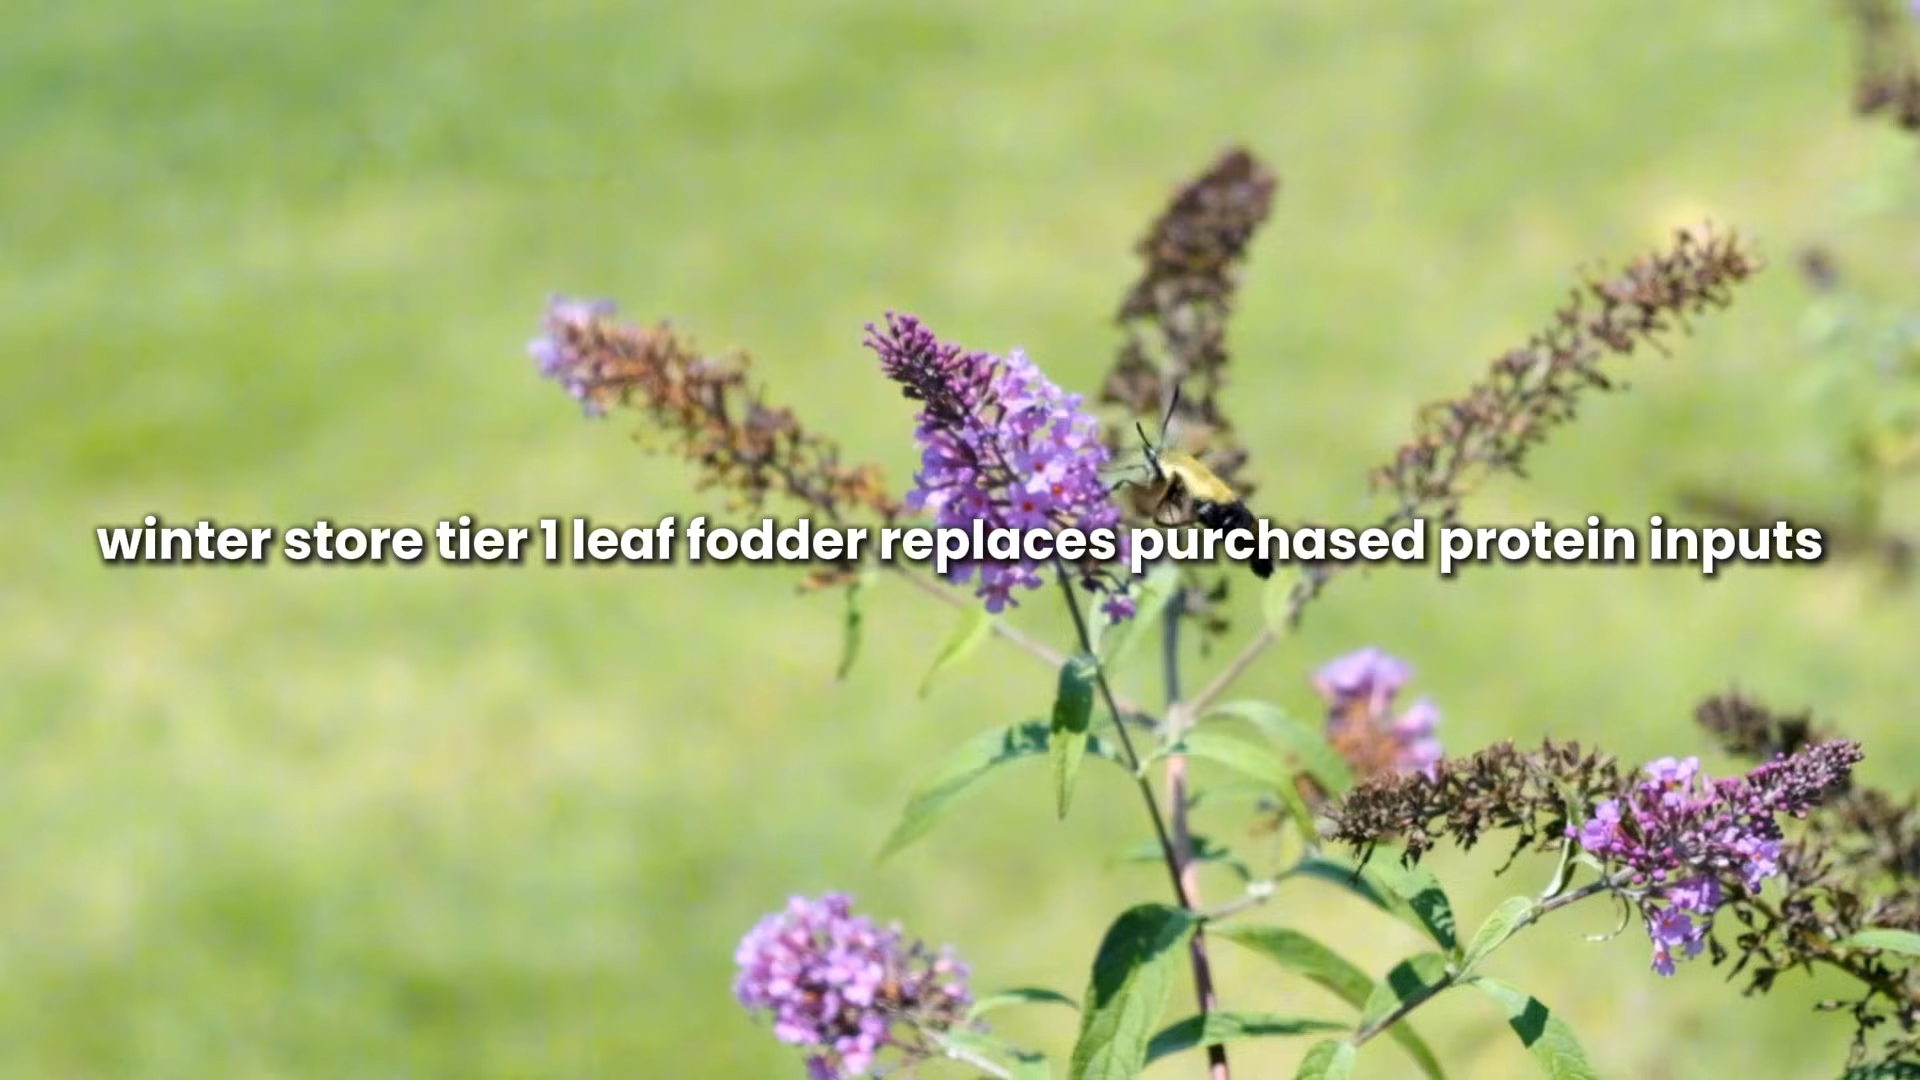 winter store tier 1 leaf fodder replaces purchased protein inputs